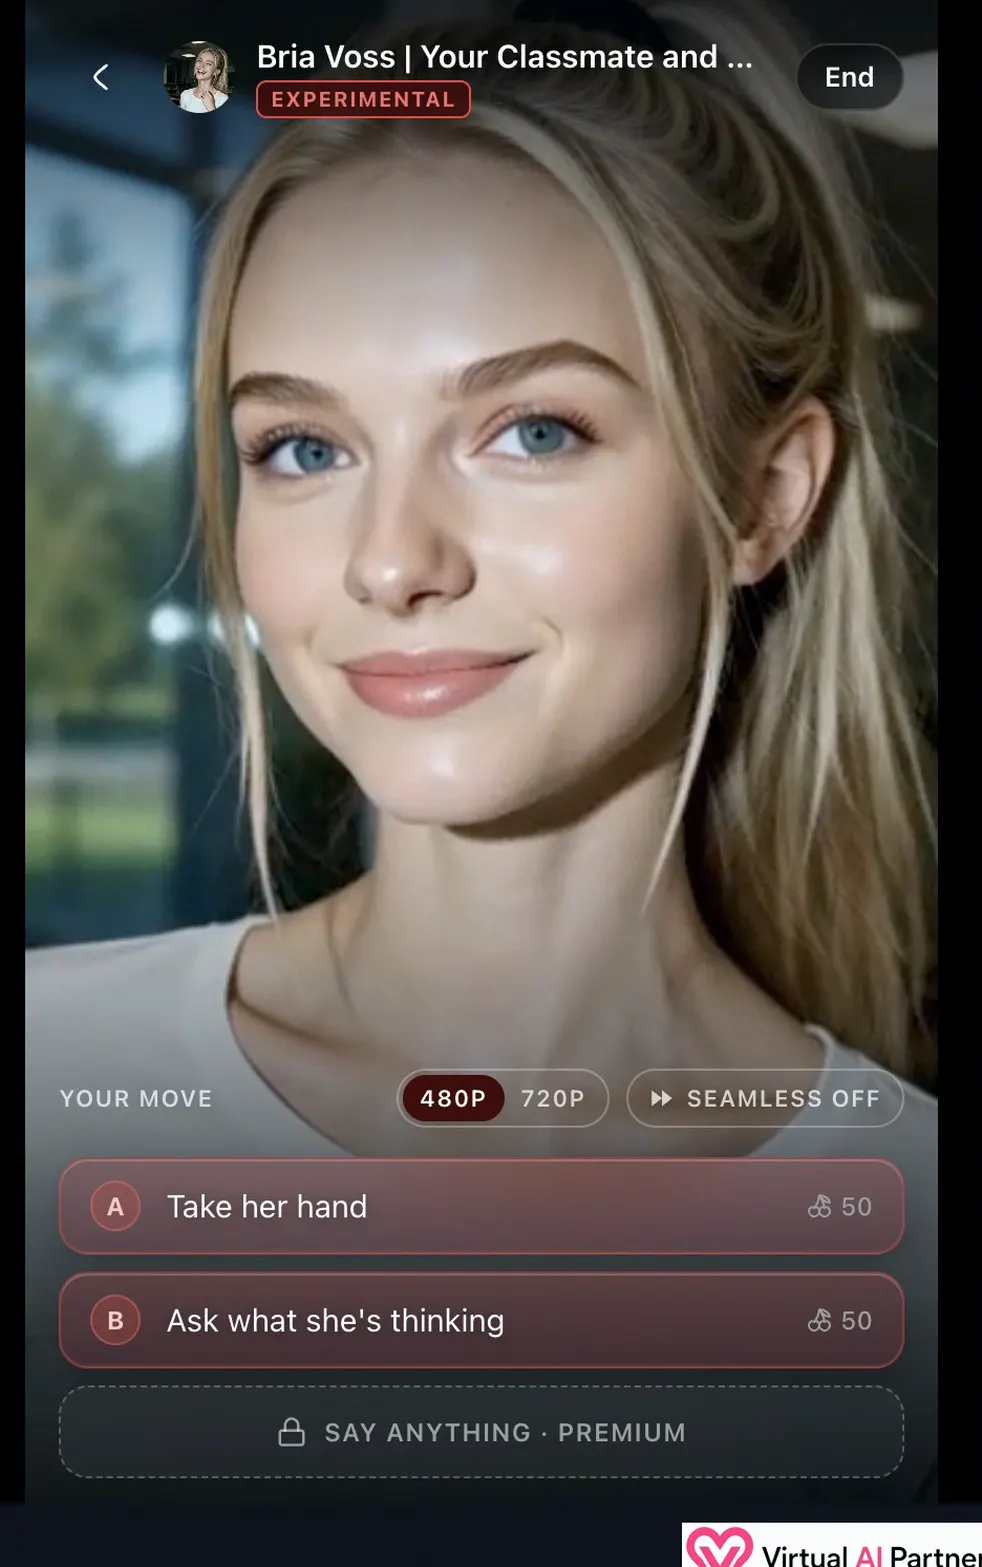 Bria Voss | Your Classmate and ...
EXPERIMENTAL
End
YOUR MOVE
480P
720P
SEAMLESS OFF
A Take her hand 50
B Ask what she's thinking 50
SAY ANYTHING · PREMIUM
Virtual AI Partner